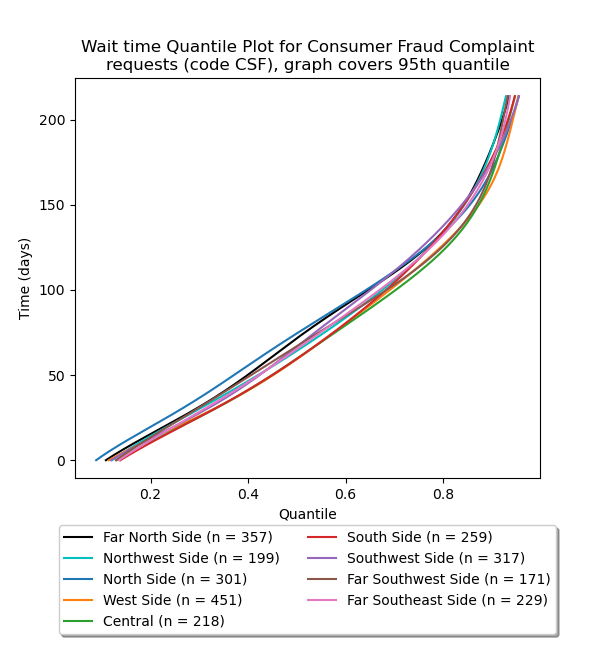 Wait time Quantile Plot for Consumer Fraud Complaint
requests (code CSF), graph covers 95th quantile
200
150
100
50
0
Time (days)
0.2 0.4 0.6 0.8
Quantile
Far North Side (n = 357)
Northwest Side (n = 199)
North Side (n = 301)
West Side (n = 451)
Central (n = 218)
South Side (n = 259)
Southwest Side (n = 317)
Far Southwest Side (n = 171)
Far Southeast Side (n = 229)